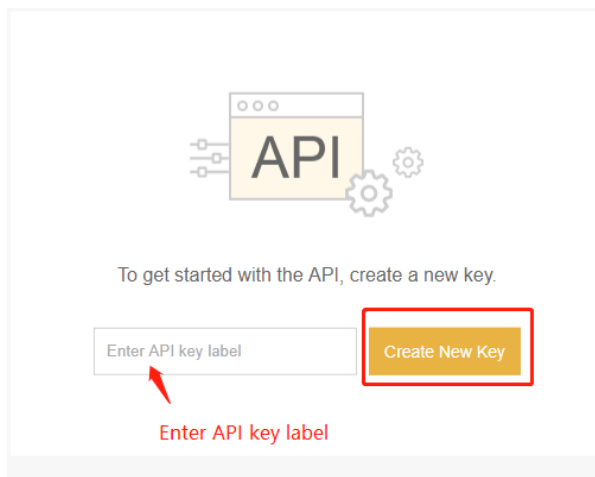 API
To get started with the API, create a new key.
Enter API key label
Create New Key
Enter API key label